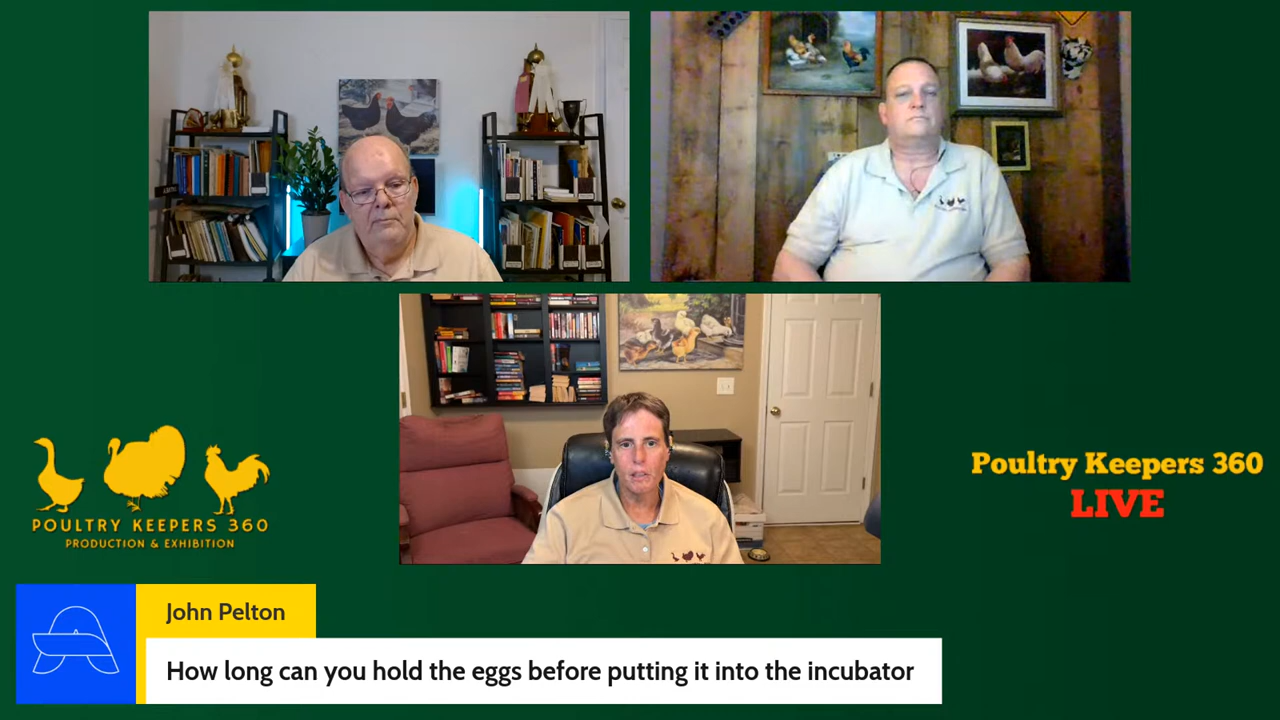 POULTRY KEEPERS 360
PRODUCTION & EXHIBITION
Poultry Keepers 360
LIVE
John Pelton
How long can you hold the eggs before putting it into the incubator